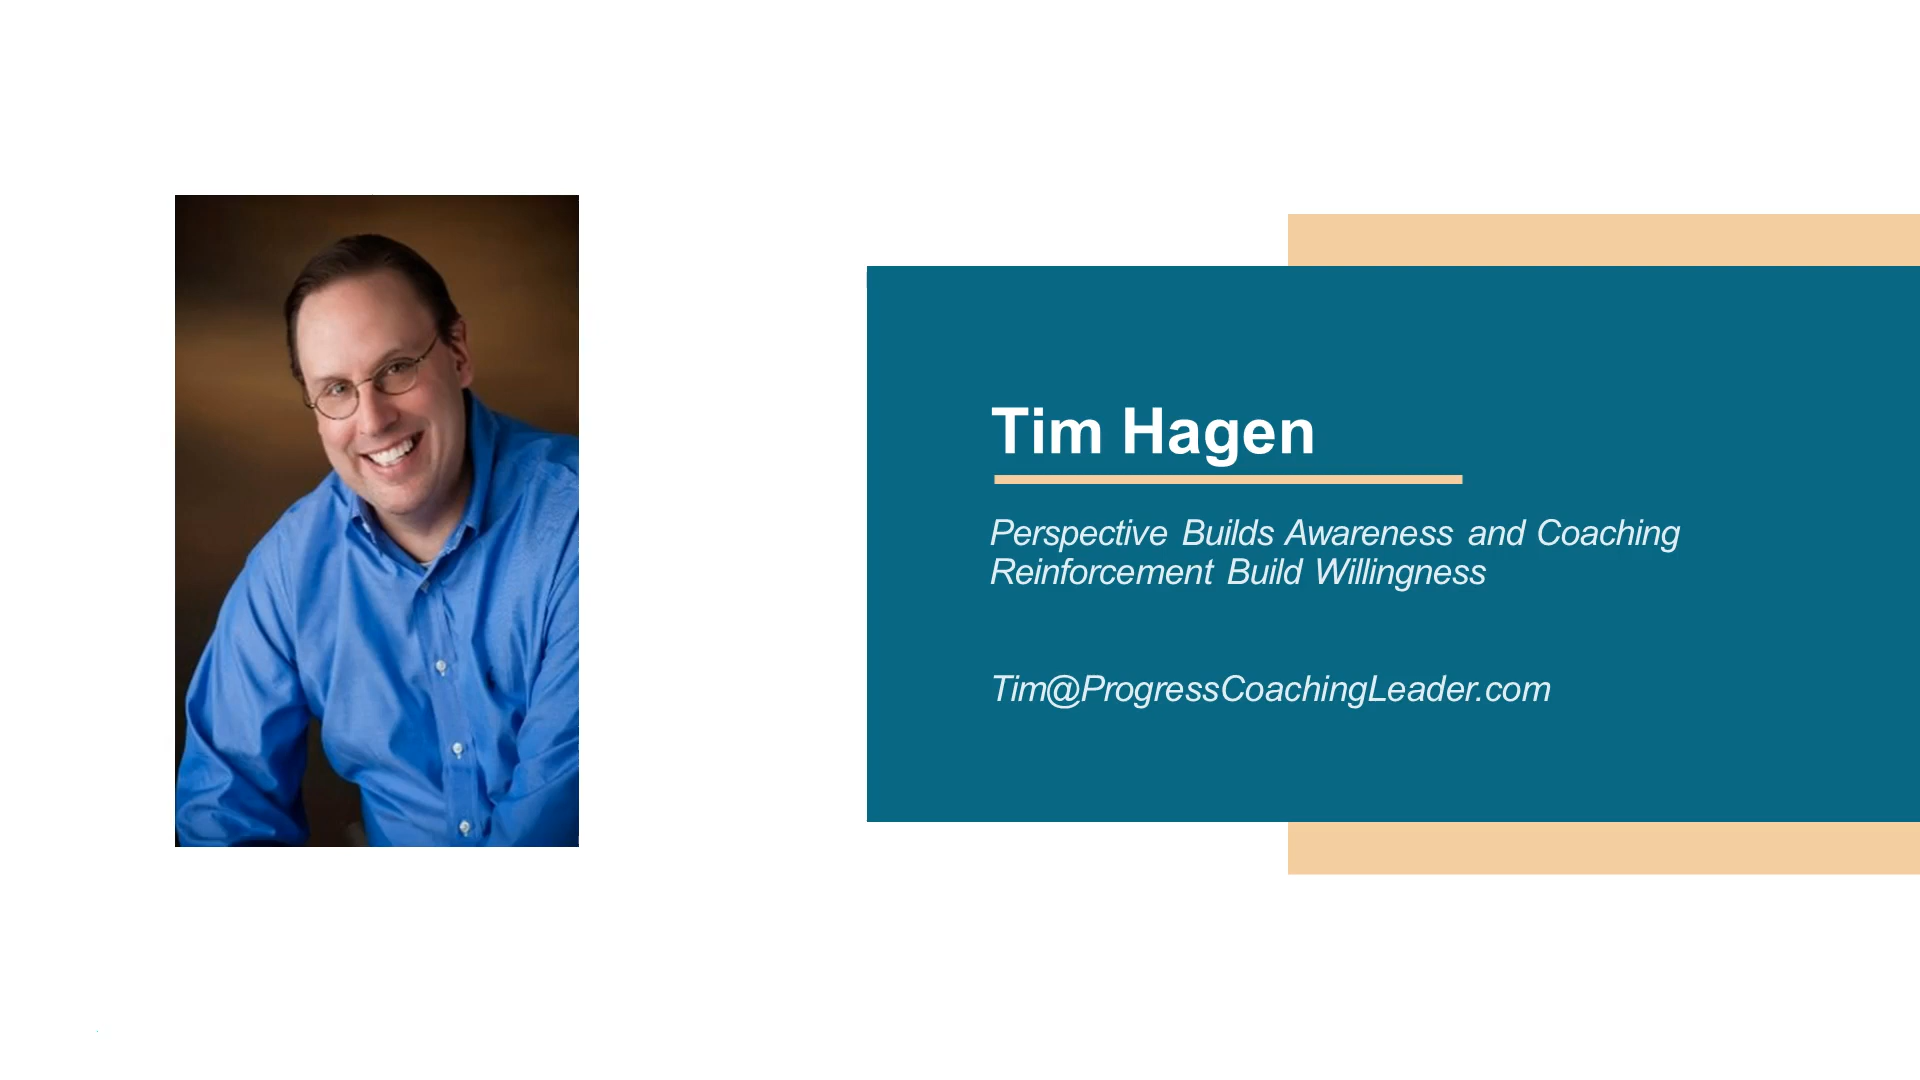 Tim Hagen
Perspective Builds Awareness and Coaching
Reinforcement Build Willingness
Tim@ProgressCoachingLeader.com